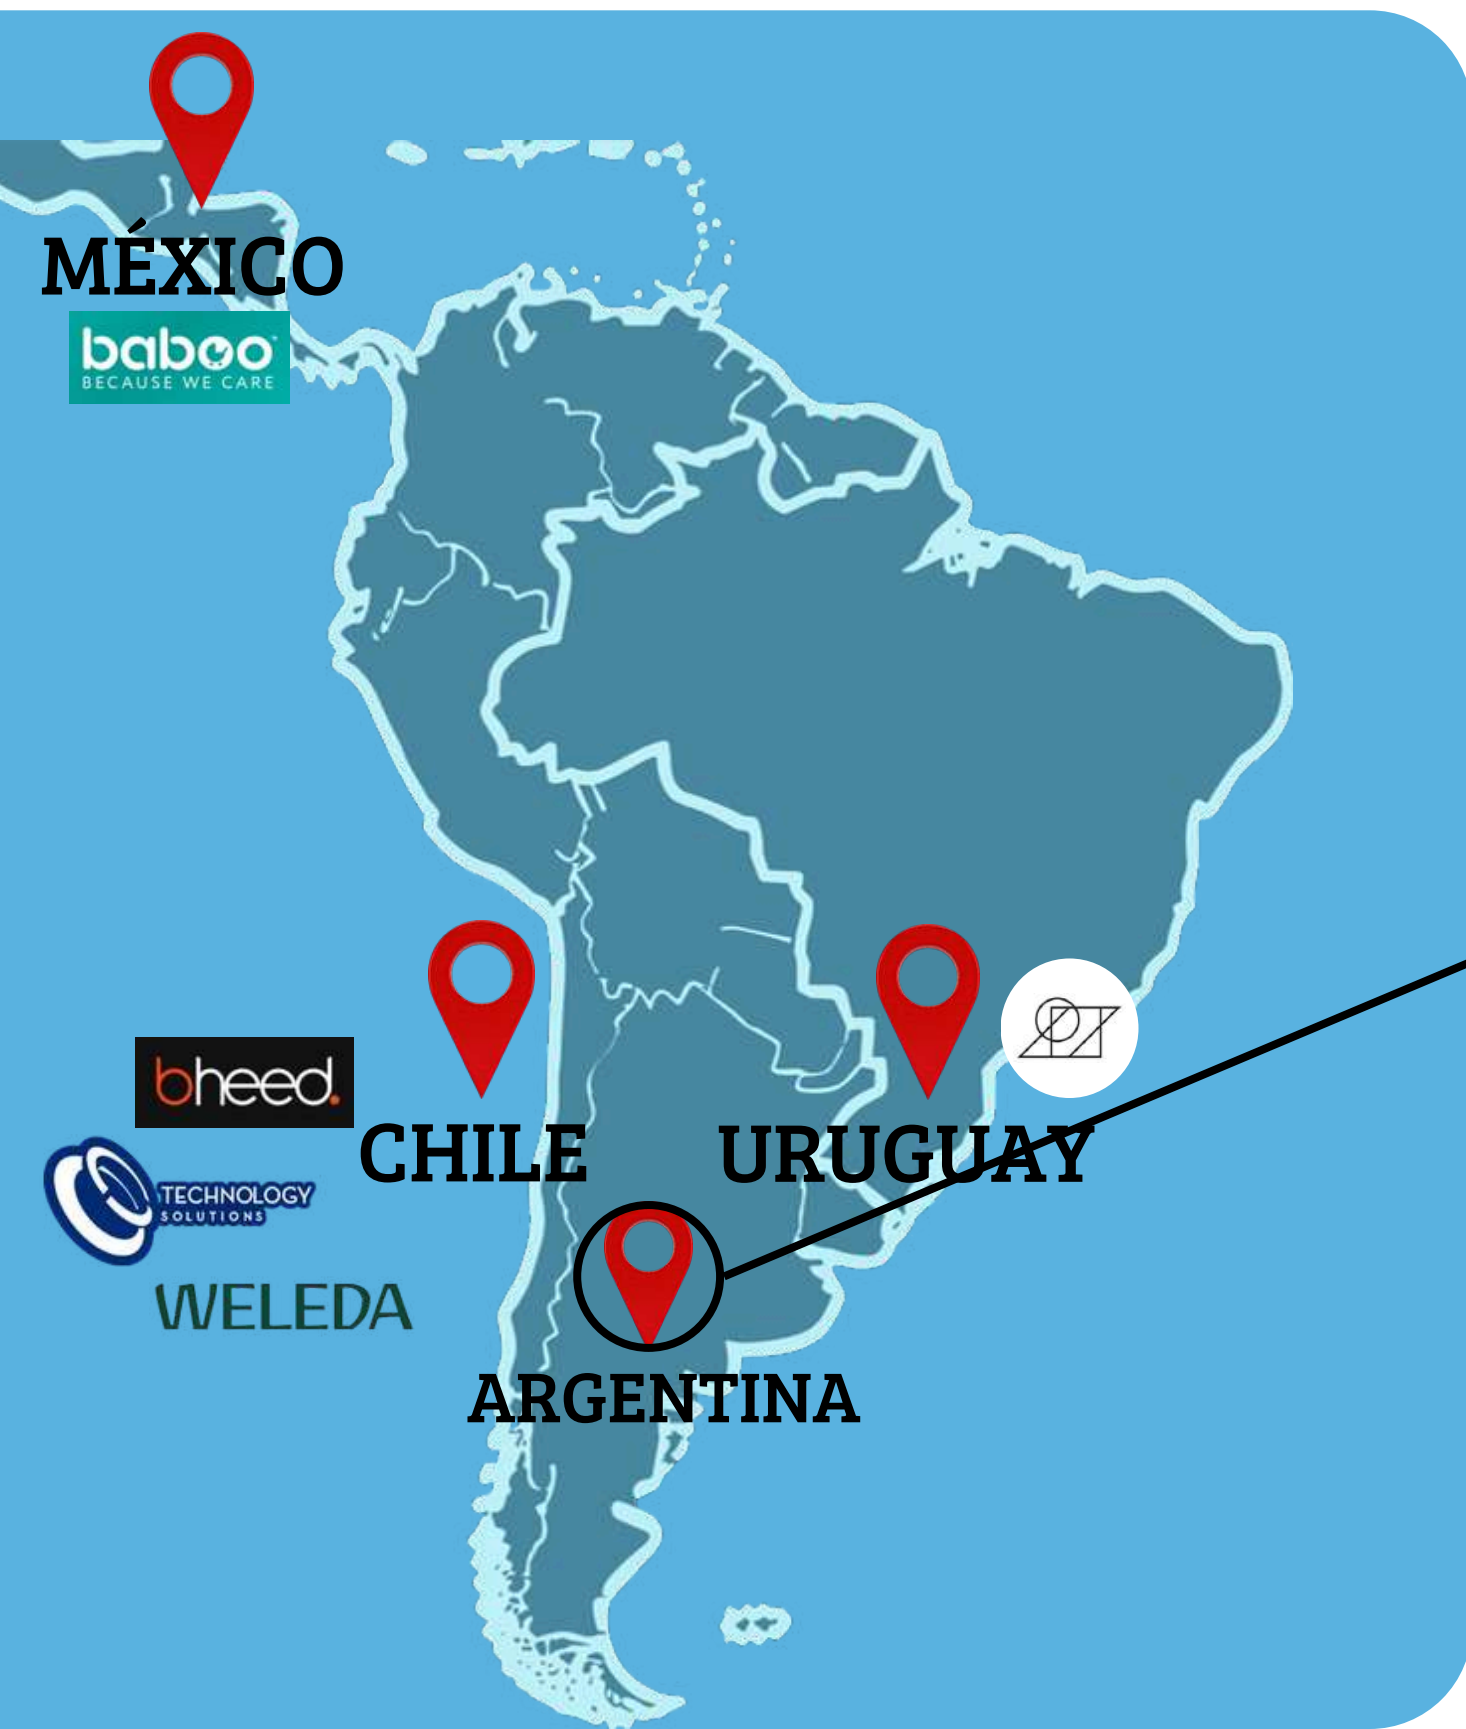 MÉXICO
baboo
BECAUSE WE CARE
bheed.
CHILE
URUGUAY
TECHNOLOGY
SOLUTIONS
WELEDA
ARGENTINA